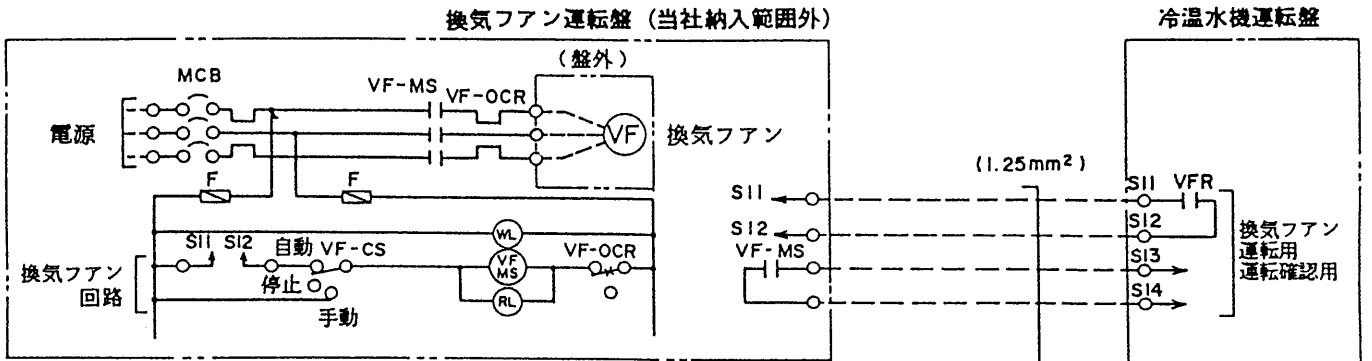 換気フアン運転盤 (当社納入範囲外)
冷温水機運転盤
(盤外)
MCB
VF-MS
VF-OCR
電源
VF
換気フアン
F
F
(1.25mm²)
S11
S11
VFR
WL
S12
S12
S11
S12
自動
VF-CS
VF
MS
VF-OCR
VF-MS
S13
換気フアン
運転用
運転確認用
換気フアン
回路
停止
RL
S14
手動